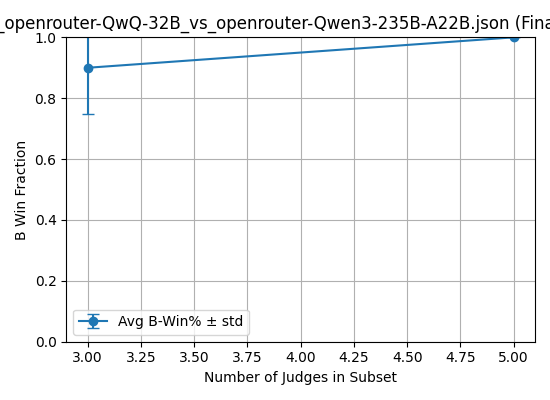 _openrouter-QwQ-32B_vs_openrouter-Qwen3-235B-A22B.json (Fina
1.0
0.8
0.6
0.4
0.2
0.0
B Win Fraction
Avg B-Win% ± std
3.00 3.25 3.50 3.75 4.00 4.25 4.50 4.75 5.00
Number of Judges in Subset